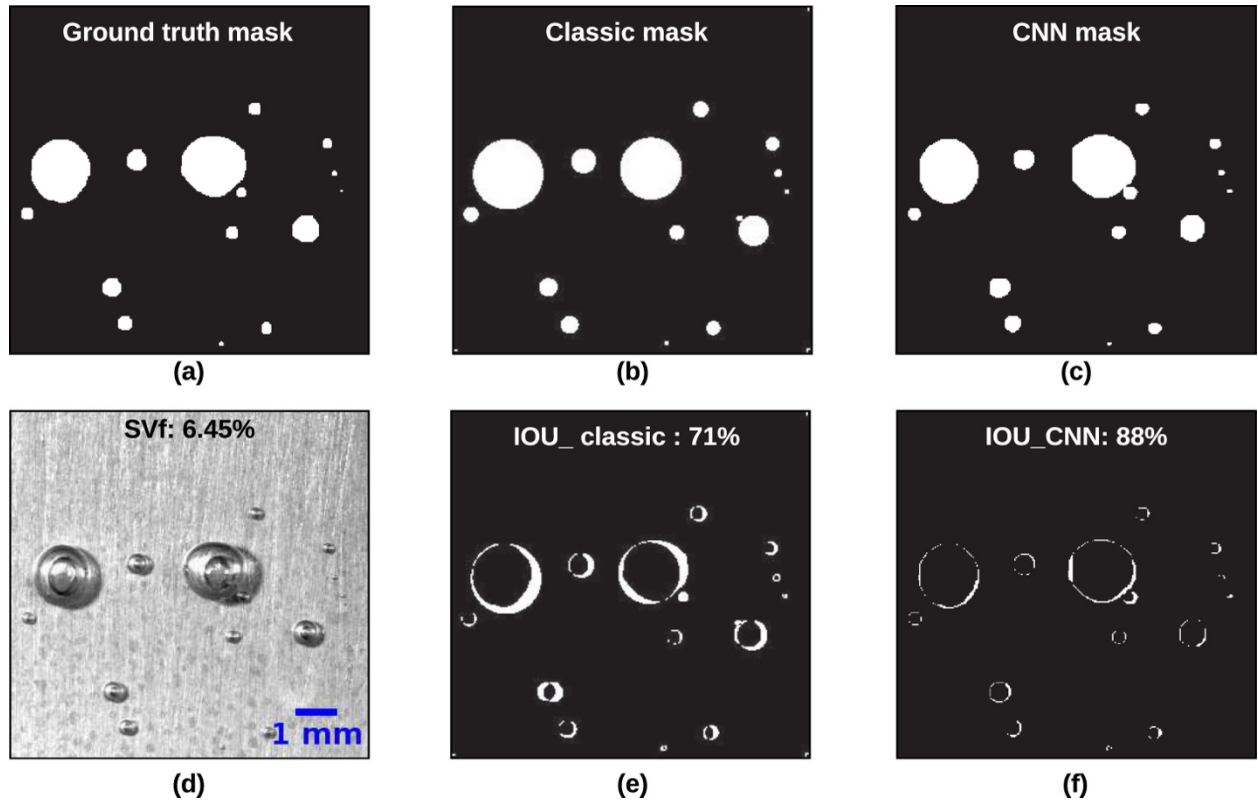 Ground truth mask
Classic mask
CNN mask
(a)
(b)
(c)
SVf: 6.45%
IOU_ classic : 71%
IOU_CNN: 88%
1 mm
(d)
(e)
(f)